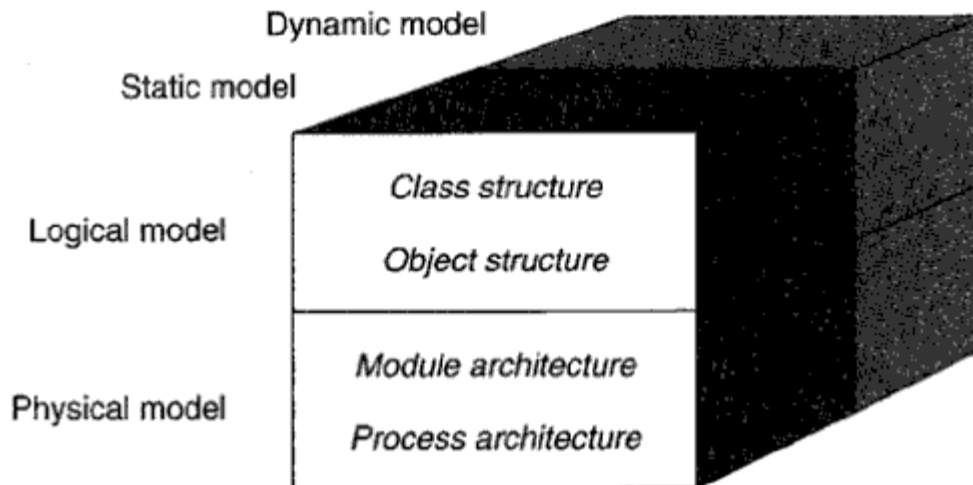 Dynamic model
Static model
Class structure
Logical model
Object structure
Module architecture
Physical model
Process architecture